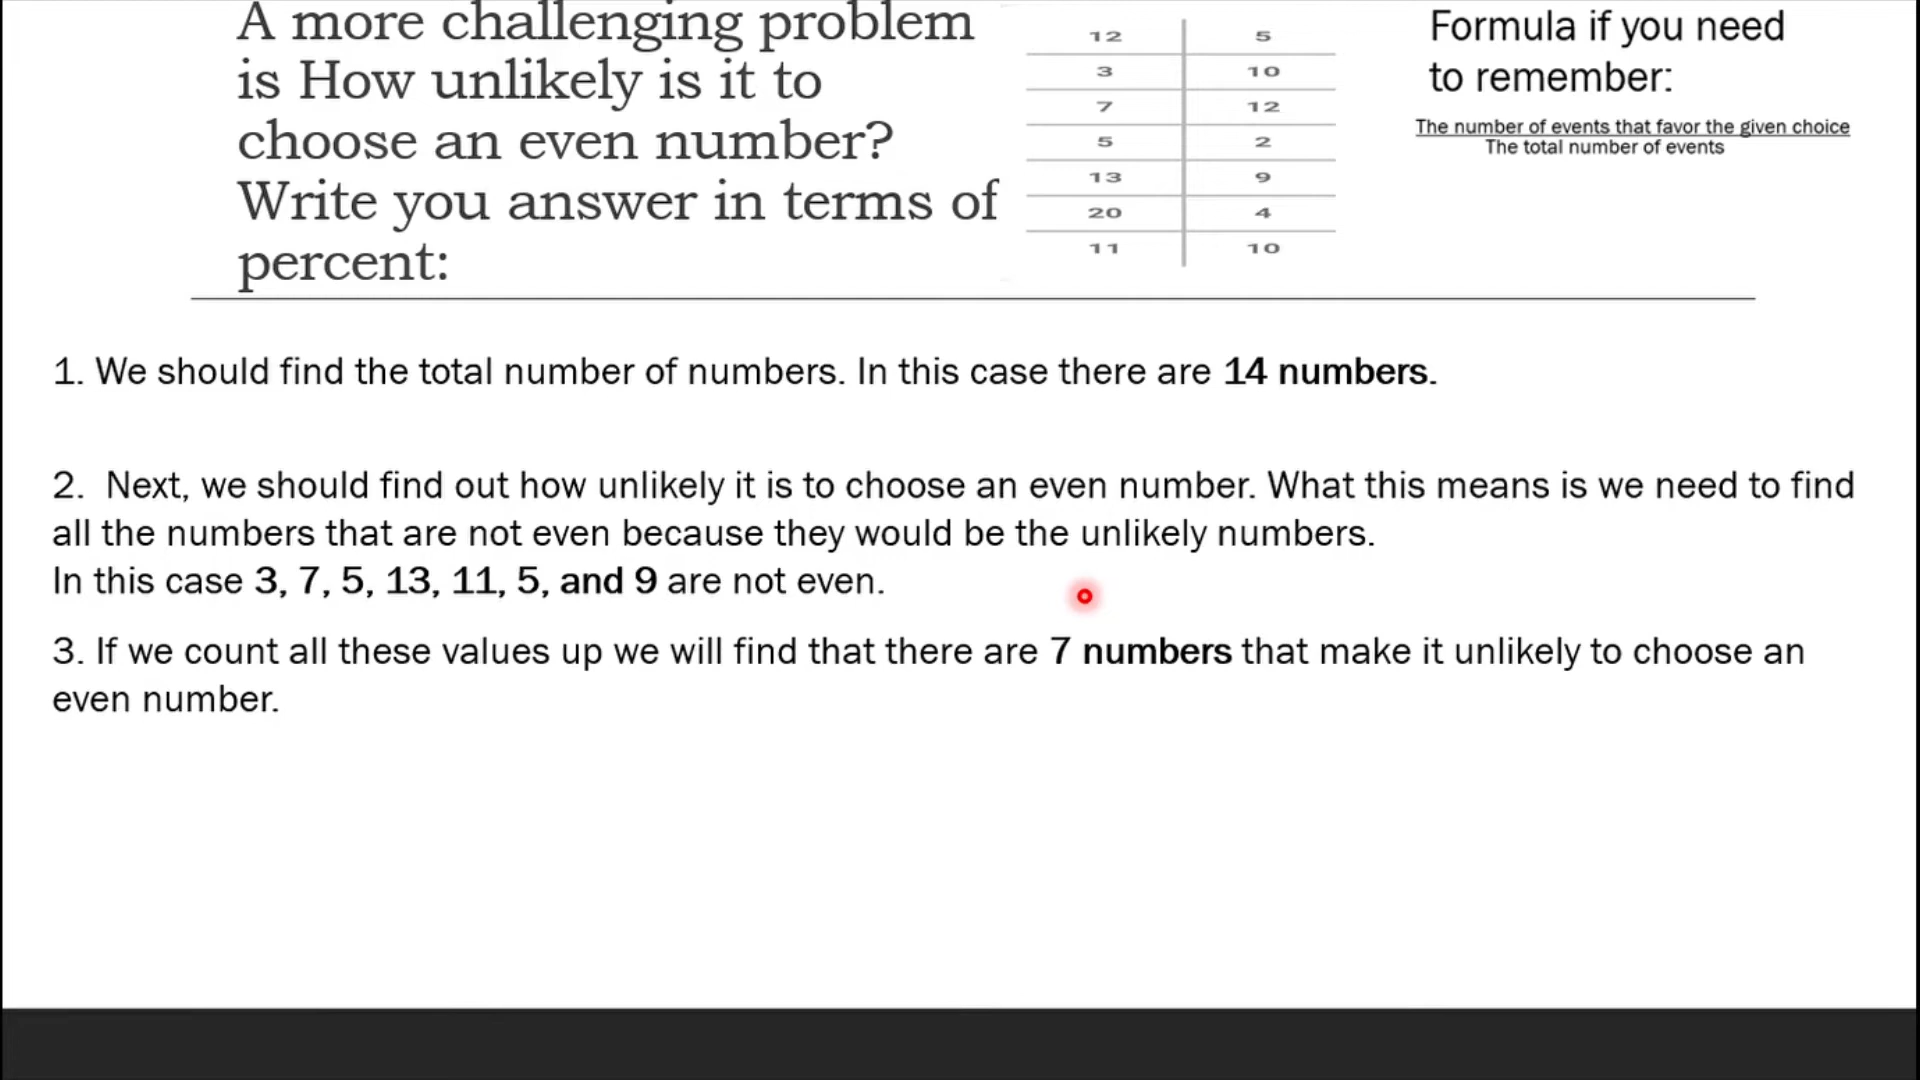 A more challenging problem
is How unlikely is it to
choose an even number?
Write you answer in terms of
percent:
12 5
3 10
7 12
5 2
13 9
20 4
11 10
Formula if you need
to remember:
The number of events that favor the given choice
The total number of events
1. We should find the total number of numbers. In this case there are 14 numbers.
2. Next, we should find out how unlikely it is to choose an even number. What this means is we need to find
all the numbers that are not even because they would be the unlikely numbers.
In this case 3, 7, 5, 13, 11, 5, and 9 are not even.
3. If we count all these values up we will find that there are 7 numbers that make it unlikely to choose an
even number.